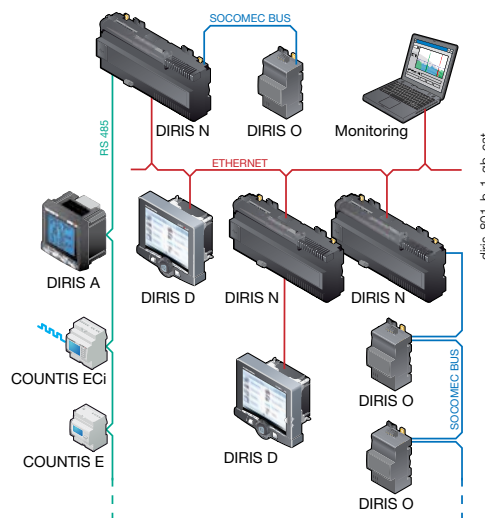 SOCOMEC BUS
DIRIS N
DIRIS O
Monitoring
RS 485
ETHERNET
diris_801_b_1_gb_cat
DIRIS A
DIRIS D
DIRIS N
DIRIS N
COUNTIS ECi
DIRIS O
SOCOMEC BUS
COUNTIS E
DIRIS D
DIRIS O